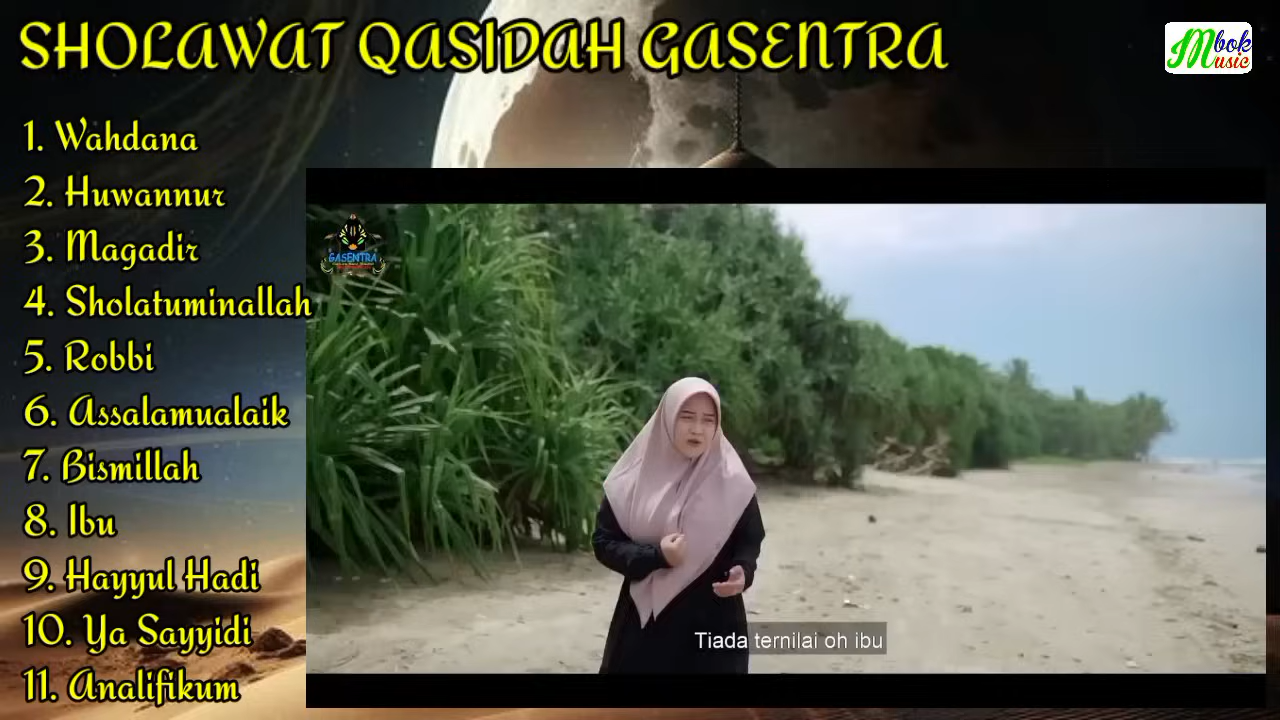 SHOLAWAT QASIDAH GASENTRA
Mbok
Music
1. Wahdana
2. Huwannur
3. Magadir
4. Sholatuminallah
5. Robbi
6. Assalamualaik
7. Bismillah
8. Ibu
9. Hayyul Hadi
10. Ya Sayyidi
11. Analifikum
GASENTRA
Tiada ternilai oh ibu